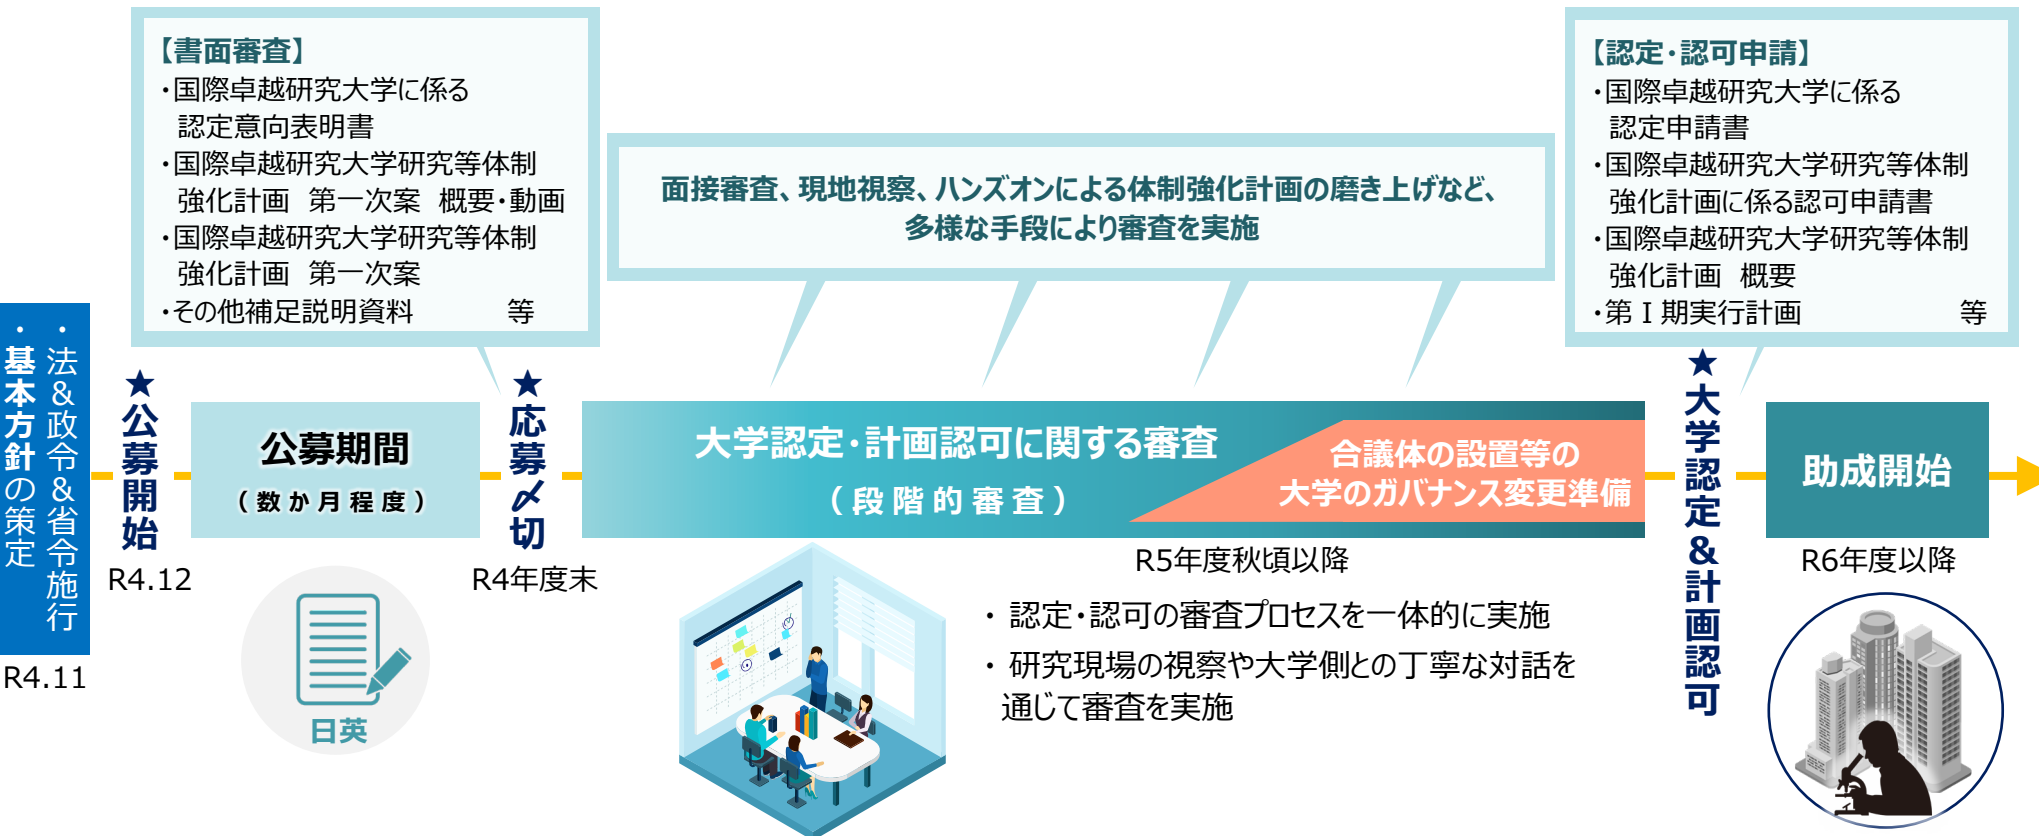 【書面審査】
・国際卓越研究大学に係る
認定意向表明書
・国際卓越研究大学研究等体制
強化計画　第一次案　概要・動画
・国際卓越研究大学研究等体制
強化計画　第一次案
・その他補足説明資料　　　等
面接審査、現地視察、ハンズオンによる体制強化計画の磨き上げなど、
多様な手段により審査を実施
【認定・認可申請】
・国際卓越研究大学に係る
認定申請書
・国際卓越研究大学研究等体制
強化計画に係る認可申請書
・国際卓越研究大学研究等体制
強化計画　概要
・第Ⅰ期実行計画　　　等
・法&政令&省令施行
・基本方針の策定
R4.11
★公募開始
R4.12
公募期間
（数か月程度）
日英
★応募〆切
R4年度末
大学認定・計画認可に関する審査
（段階的審査）
合議体の設置等の
大学のガバナンス変更準備
R5年度秋頃以降
・ 認定・認可の審査プロセスを一体的に実施
・ 研究現場の視察や大学側との丁寧な対話を
通じて審査を実施
★大学認定&計画認可
助成開始
R6年度以降